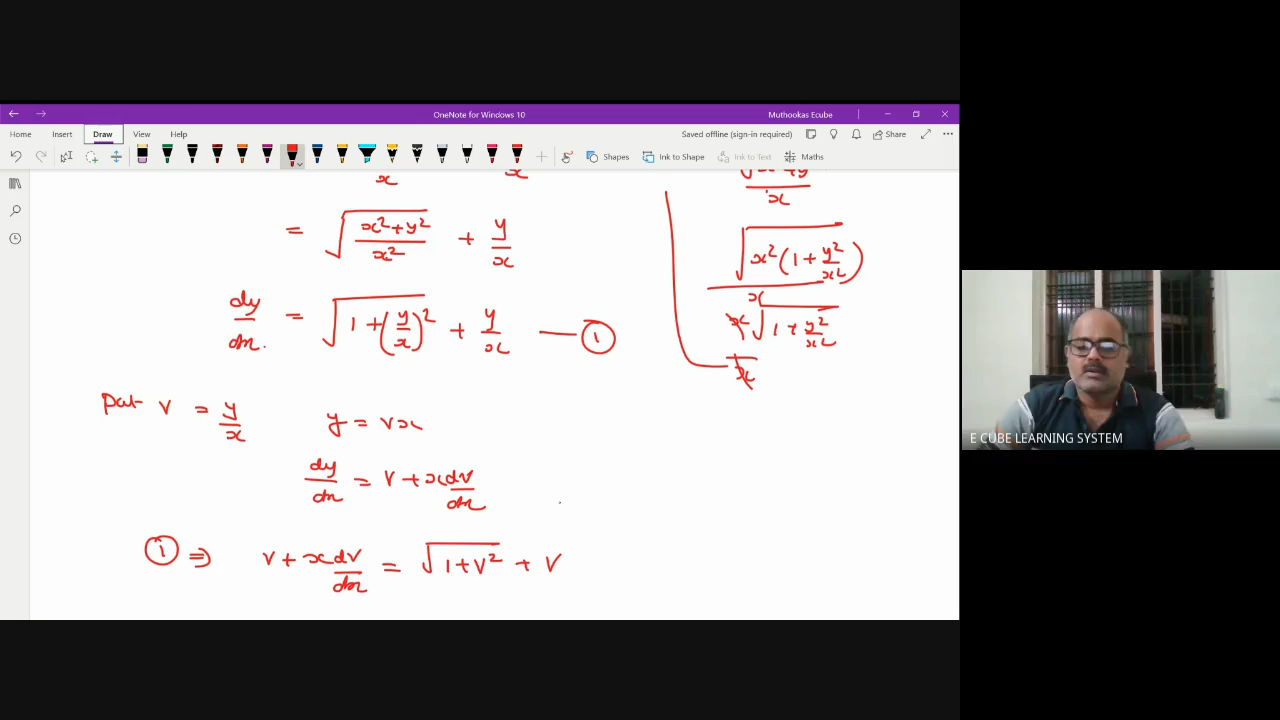 OneNote for Windows 10
Muthookas Ecube
Home Insert Draw View Help
Saved offline (sign-in required)
Share
Shapes
Ink to Shape
Ink to Text
Maths
x x
= √((x²+y²)/x²) + y/x
dy/dx = √(1+(y/x)²) + y/x — ①
Put v = y/x y = vx
dy/dx = v + x dv/dx
① ⇒ v + x dv/dx = √(1+v²) + v
√(x²+y²)/x
√(x²(1+y²/x²))/x
x√(1+y²/x²)
x
E CUBE LEARNING SYSTEM